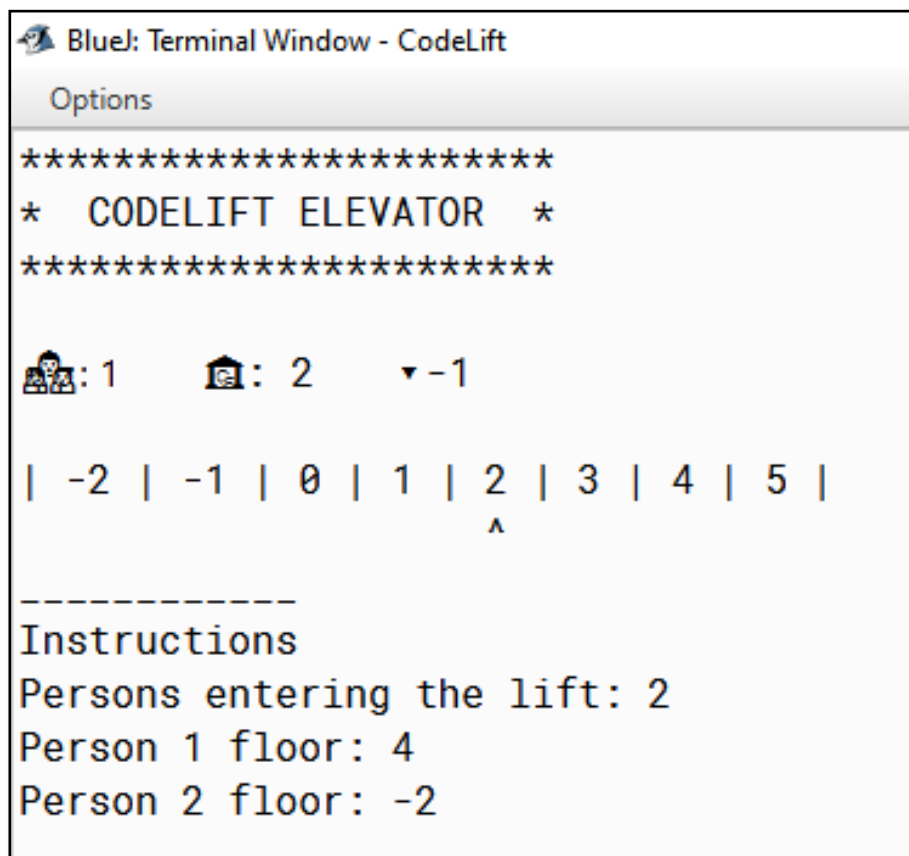 BlueJ: Terminal Window - CodeLift
Options
***********************
*  CODELIFT ELEVATOR  *
***********************
👨‍👩‍👦: 1    🏠: 2    ▼-1
| -2 | -1 | 0 | 1 | 2 | 3 | 4 | 5 |
^
------------
Instructions
Persons entering the lift: 2
Person 1 floor: 4
Person 2 floor: -2